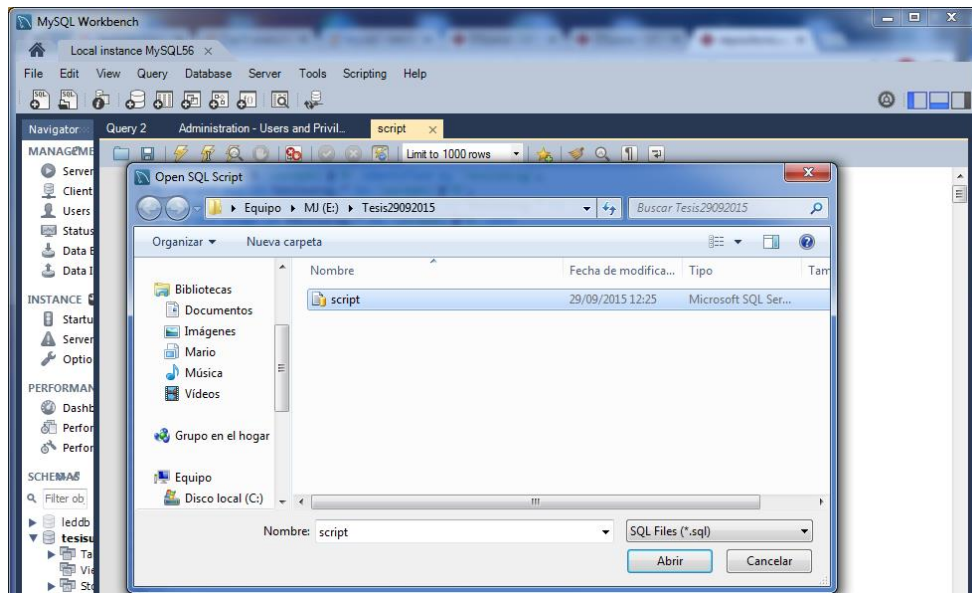 MySQL Workbench
Local instance MySQL56
File Edit View Query Database Server Tools Scripting Help
Navigator Query 2 Administration - Users and Privil... script
MANAGEME Limit to 1000 rows
Server Open SQL Script
Client Equipo MJ (E:) Tesis29092015 Buscar Tesis29092015
Users
Status Organizar Nueva carpeta
Data E
Data I Nombre Fecha de modifica... Tipo Tam
Bibliotecas
INSTANCE script 29/09/2015 12:25 Microsoft SQL Ser...
Documentos
Startu Imágenes
Server Mario
Optio Música
PERFORMAN Vídeos
Dashb
Perfor Grupo en el hogar
Perfor
SCHEMAS Equipo
Filter ob Disco local (C:)
leddb Nombre: script SQL Files (*.sql)
tesisu
Ta Abrir Cancelar
Vie
Sto